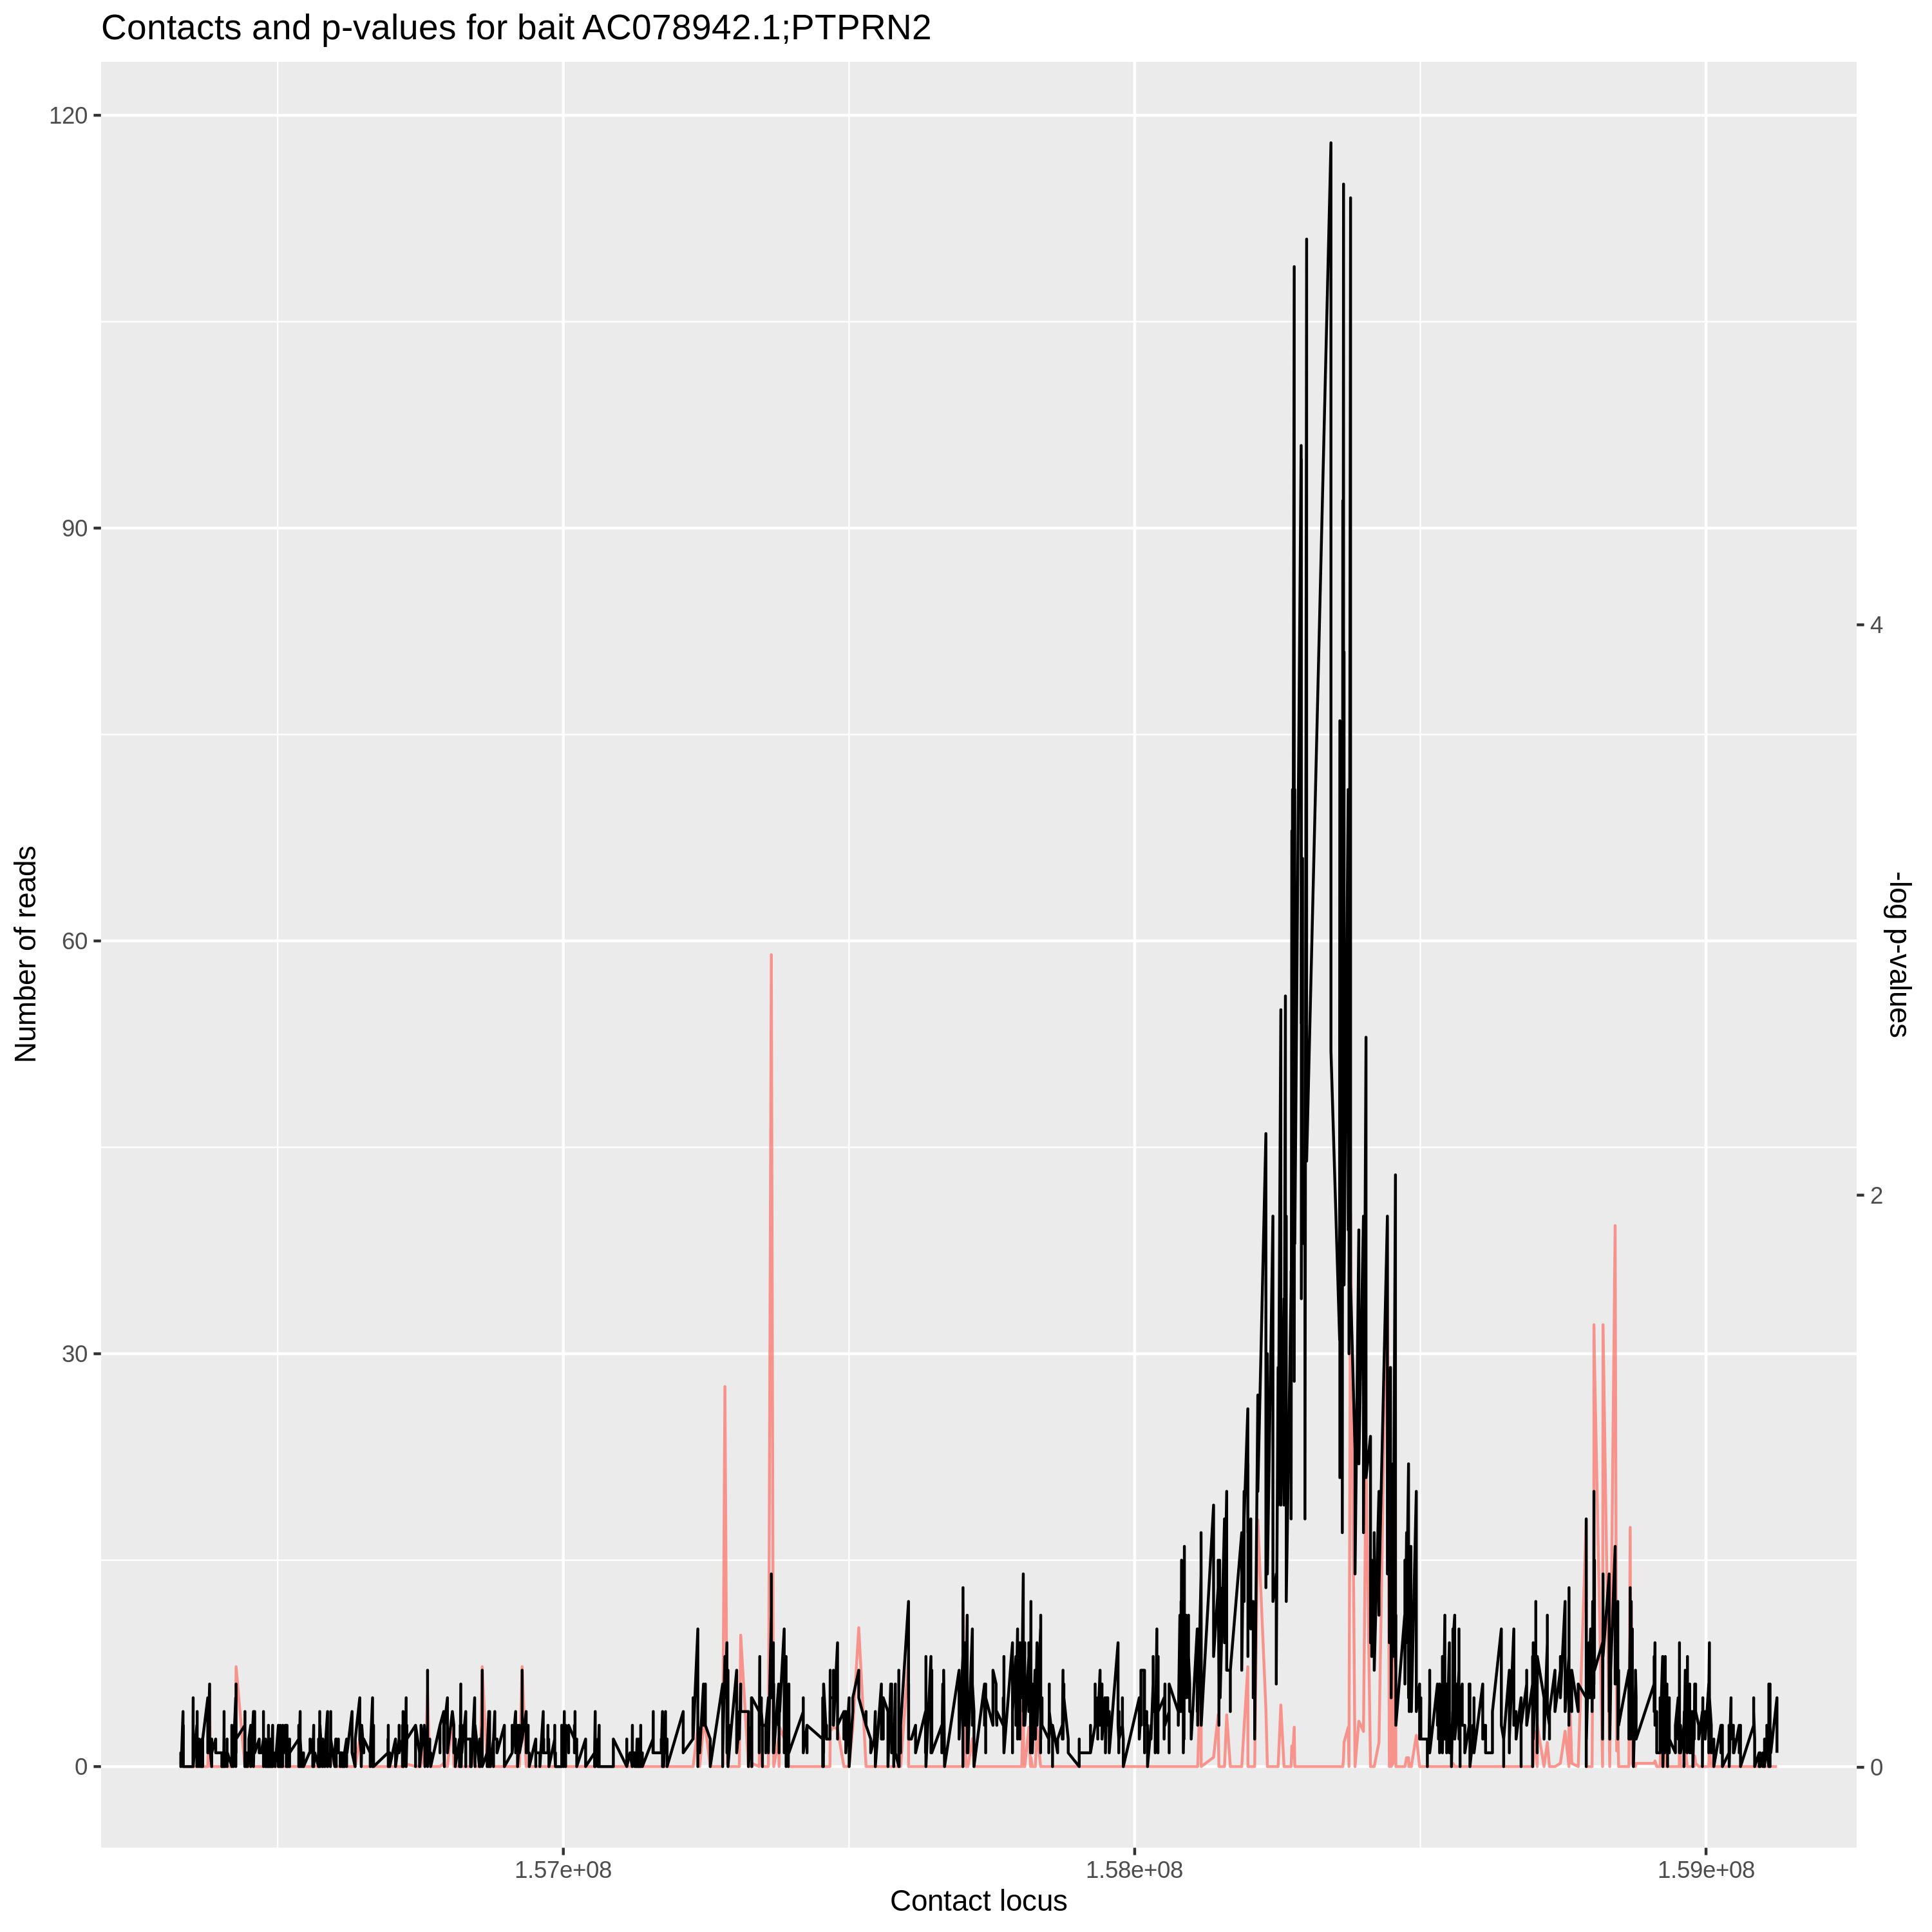 Contacts and p-values for bait AC078942.1;PTPRN2
120
90
60
30
0
Number of reads
4
2
0
-log p-values
1.57e+08
1.58e+08
1.59e+08
Contact locus